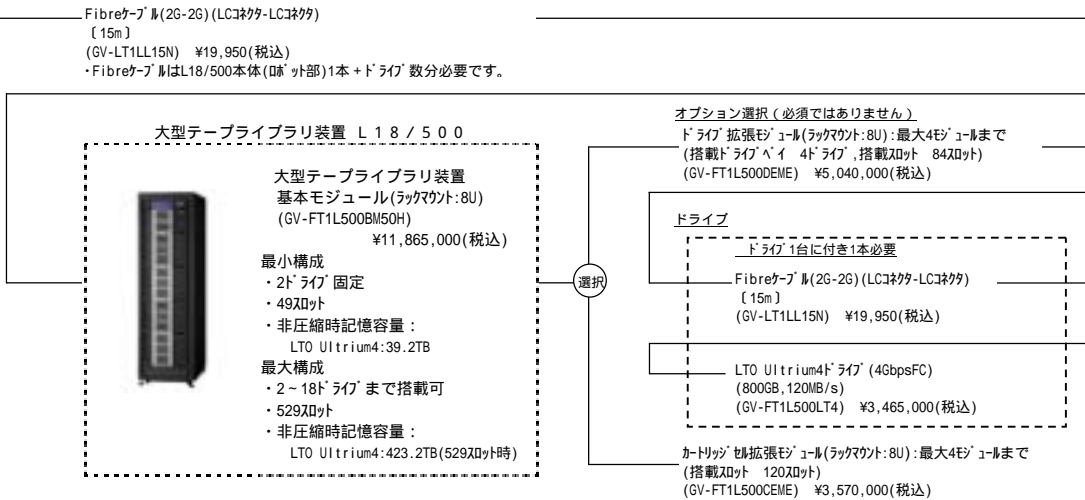 Fibreｹｰﾌﾞﾙ(2G-2G)(LCｺﾈｸﾀ-LCｺﾈｸﾀ)
〔15m〕
(GV-LT1LL15N) ¥19,950(税込)
・FibreｹｰﾌﾞﾙはL18/500本体(ﾛﾎﾞｯﾄ部)1本+ﾄﾞﾗｲﾌﾞ数分必要です。
大型テープライブラリ装置 Ｌ１８／５００
大型テープライブラリ装置
基本モジュール(ﾗｯｸﾏｳﾝﾄ:8U)
(GV-FT1L500BM50H)
¥11,865,000(税込)
最小構成
・2ﾄﾞﾗｲﾌﾞ固定
・49ｽﾛｯﾄ
・非圧縮時記憶容量：
LTO Ultrium4:39.2TB
最大構成
・2～18ﾄﾞﾗｲﾌﾞまで搭載可
・529ｽﾛｯﾄ
・非圧縮時記憶容量：
LTO Ultrium4:423.2TB(529ｽﾛｯﾄ時)
選択
オプション選択（必須ではありません）
ﾄﾞﾗｲﾌﾞ拡張ﾓｼﾞｭｰﾙ(ﾗｯｸﾏｳﾝﾄ:8U):最大4ﾓｼﾞｭｰﾙまで
(搭載ﾄﾞﾗｲﾌﾞﾍﾞｲ 4ﾄﾞﾗｲﾌﾞ,搭載ｽﾛｯﾄ 84ｽﾛｯﾄ)
(GV-FT1L500DEME) ¥5,040,000(税込)
ドライブ
ﾄﾞﾗｲﾌﾞ1台に付き1本必要
Fibreｹｰﾌﾞﾙ(2G-2G)(LCｺﾈｸﾀ-LCｺﾈｸﾀ)
〔15m〕
(GV-LT1LL15N) ¥19,950(税込)
LTO Ultrium4ﾄﾞﾗｲﾌﾞ(4GbpsFC)
(800GB,120MB/s)
(GV-FT1L500LT4) ¥3,465,000(税込)
ｶｰﾄﾘｯｼﾞｾﾙ拡張ﾓｼﾞｭｰﾙ(ﾗｯｸﾏｳﾝﾄ:8U):最大4ﾓｼﾞｭｰﾙまで
(搭載ｽﾛｯﾄ 120ｽﾛｯﾄ)
(GV-FT1L500CEME) ¥3,570,000(税込)